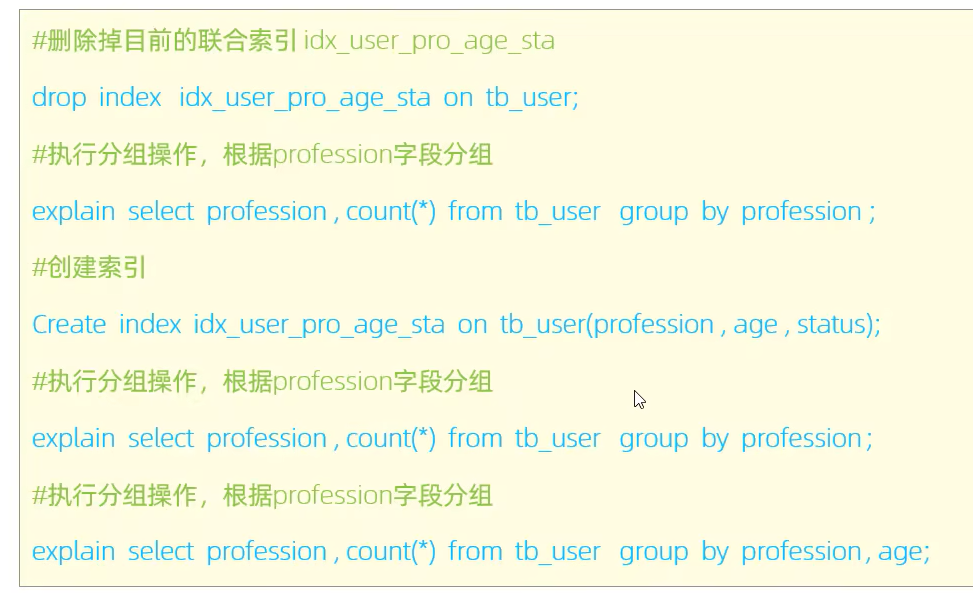 #删除掉目前的联合索引 idx_user_pro_age_sta
drop index idx_user_pro_age_sta on tb_user;
#执行分组操作，根据profession字段分组
explain select profession , count(*) from tb_user group by profession ;
#创建索引
Create index idx_user_pro_age_sta on tb_user(profession , age , status);
#执行分组操作，根据profession字段分组
explain select profession , count(*) from tb_user group by profession ;
#执行分组操作，根据profession字段分组
explain select profession , count(*) from tb_user group by profession , age;